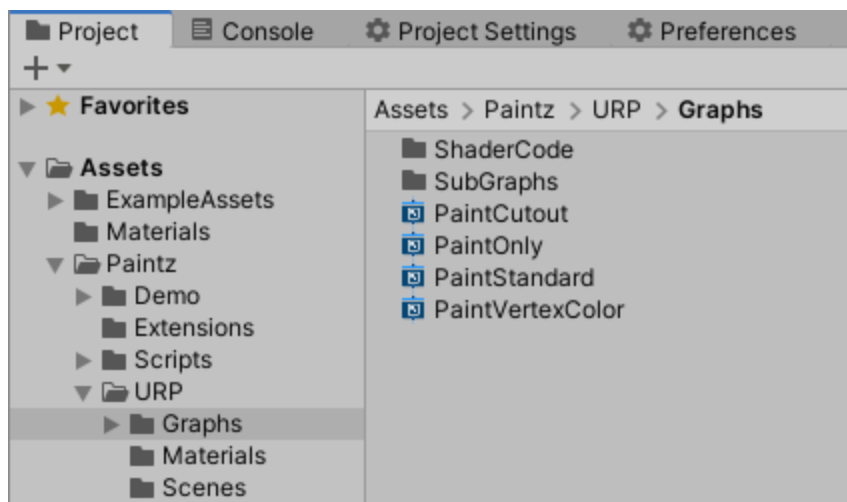 Project Console Project Settings Preferences
Favorites
Assets
ExampleAssets
Materials
Paintz
Demo
Extensions
Scripts
URP
Graphs
Materials
Scenes
Assets > Paintz > URP > Graphs
ShaderCode
SubGraphs
PaintCutout
PaintOnly
PaintStandard
PaintVertexColor